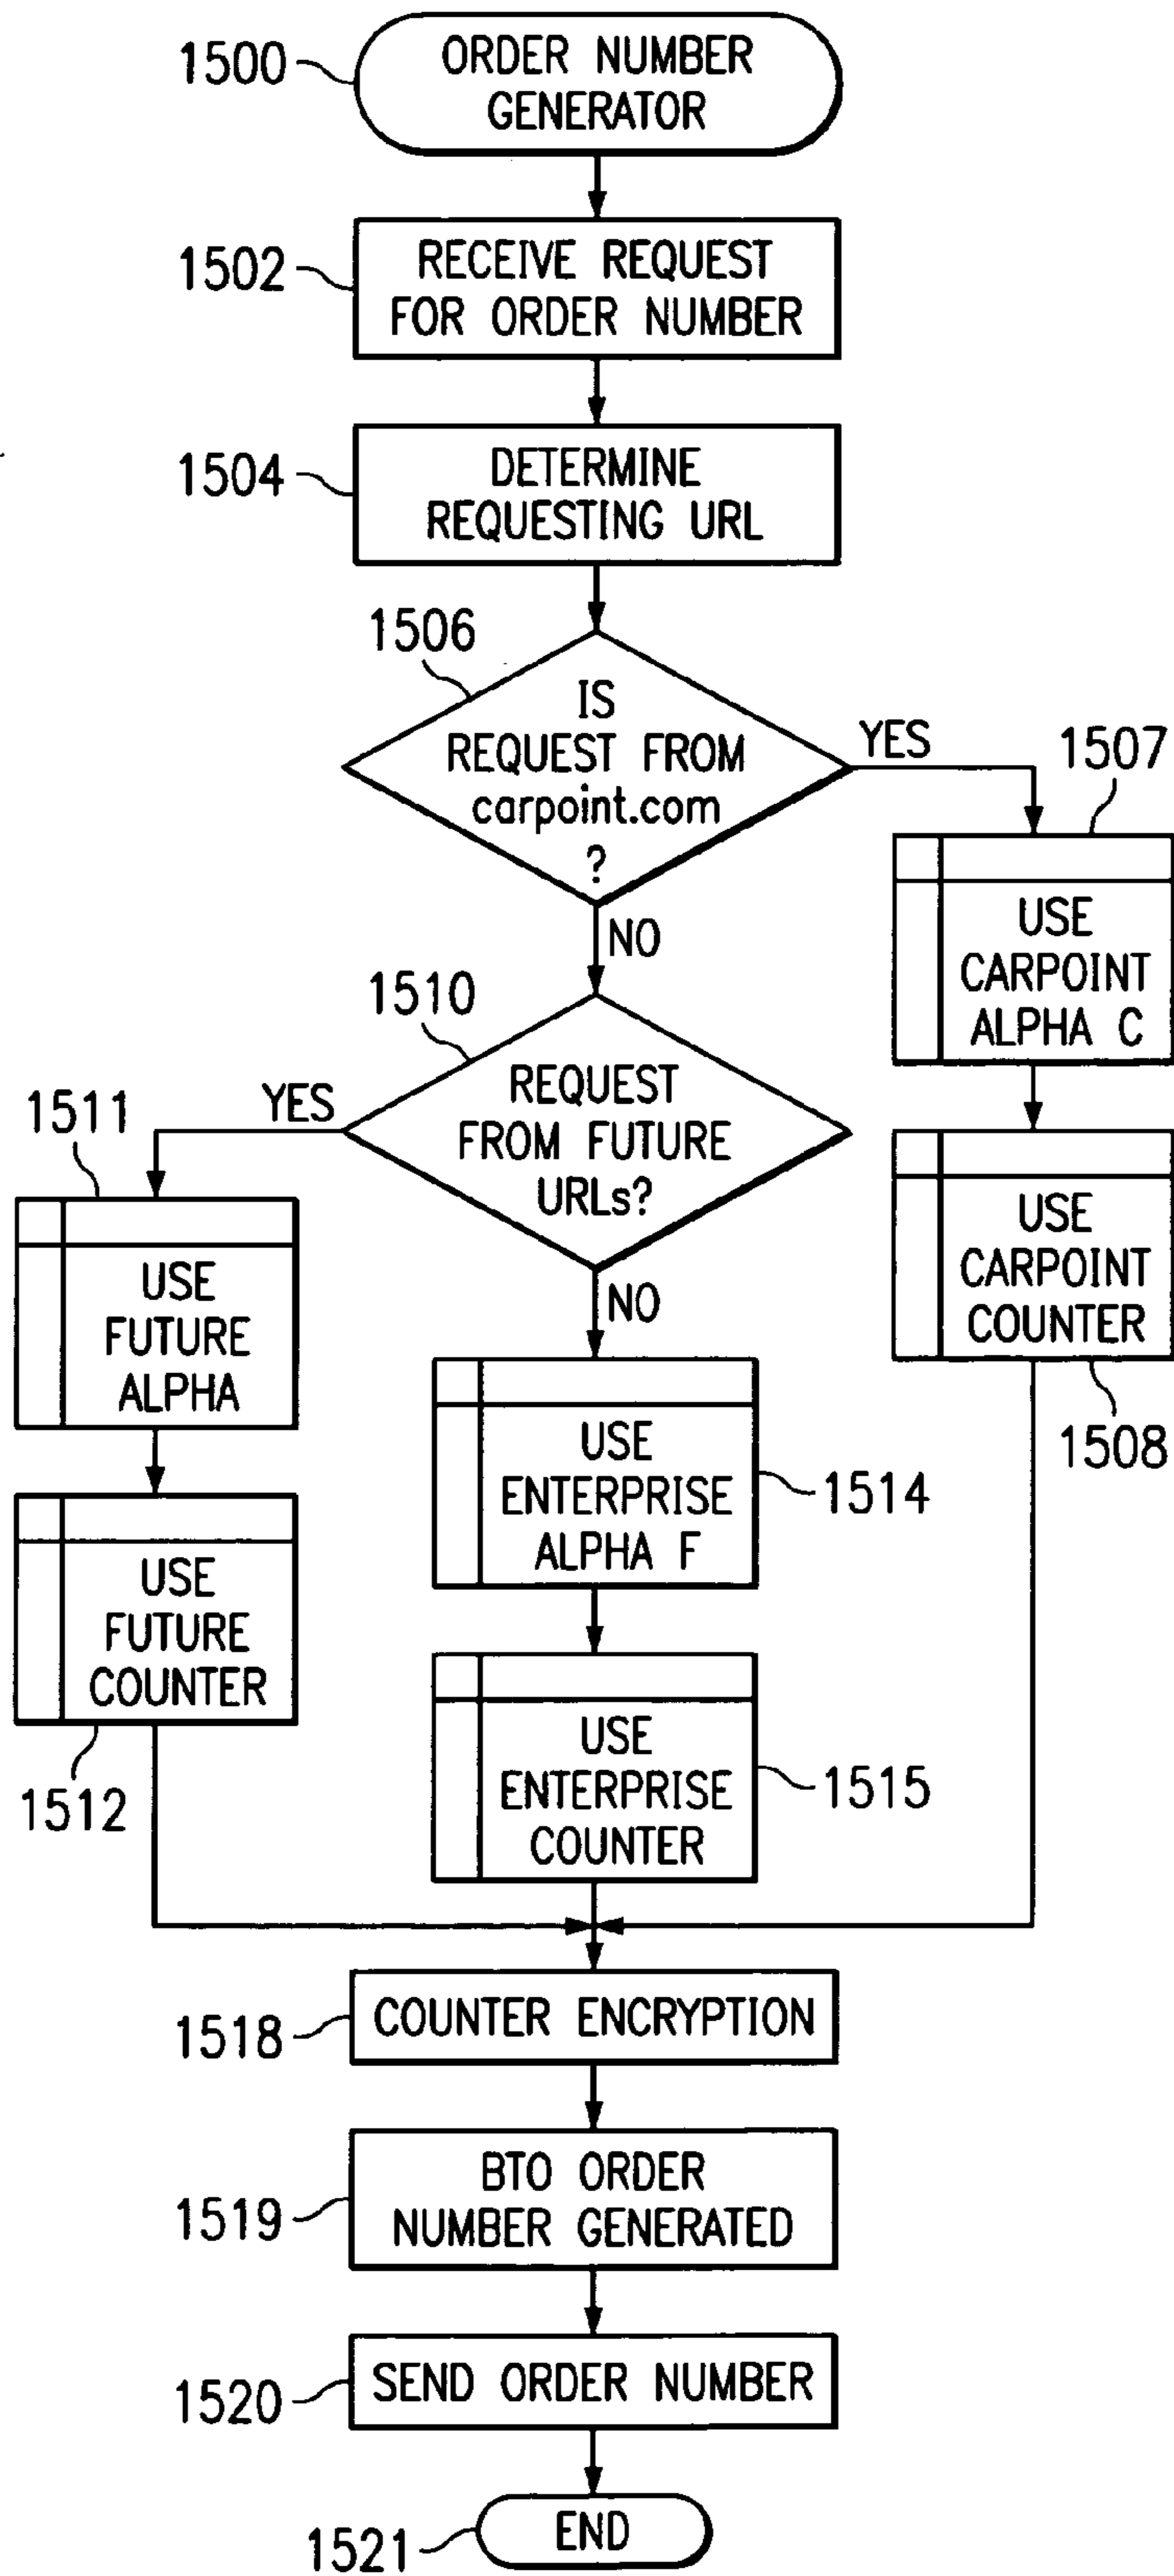 1500
ORDER NUMBER
GENERATOR
1502
RECEIVE REQUEST
FOR ORDER NUMBER
1504
DETERMINE
REQUESTING URL
1506
IS
REQUEST FROM
carpoint.com
?
YES
1507
NO
USE
CARPOINT
ALPHA C
1510
REQUEST
FROM FUTURE
URLs?
YES
1511
NO
USE
CARPOINT
COUNTER
1508
USE
FUTURE
ALPHA
USE
ENTERPRISE
ALPHA F
1514
USE
FUTURE
COUNTER
1512
USE
ENTERPRISE
COUNTER
1515
1518
COUNTER ENCRYPTION
1519
BTO ORDER
NUMBER GENERATED
1520
SEND ORDER NUMBER
1521
END